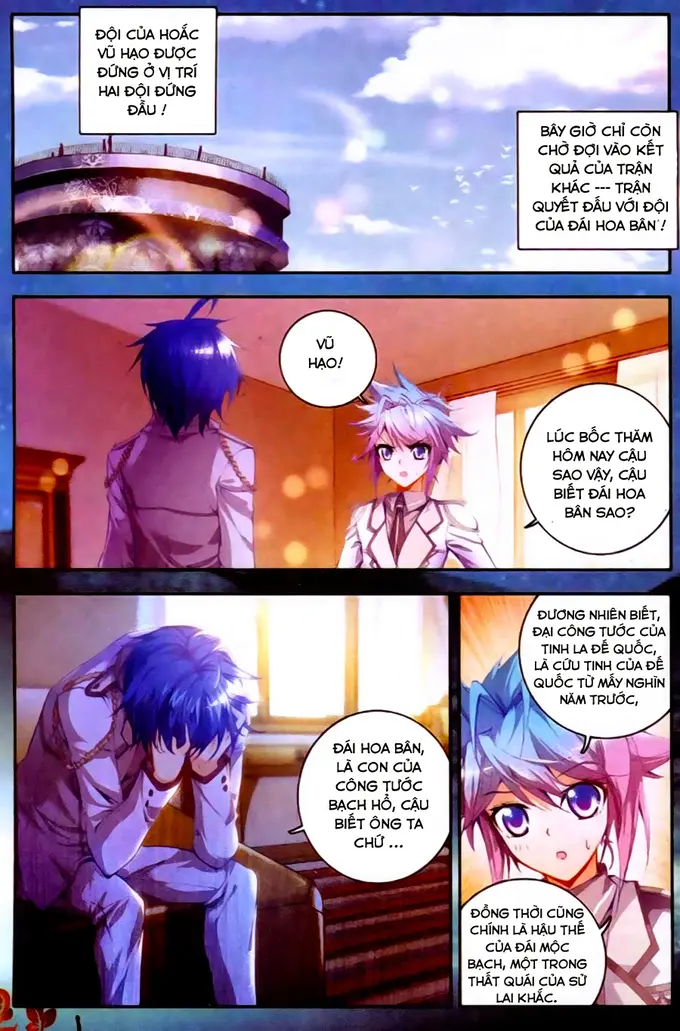 ĐỘI CỦA HOẮC
VŨ HẠO ĐƯỢC
ĐỨNG Ở VỊ TRÍ
HAI ĐỘI ĐỨNG
ĐẦU !
BÂY GIỜ CHỈ CÒN
CHỜ ĐỢI VÀO KẾT
QUẢ CỦA TRẬN
KHÁC --- TRẬN
QUYẾT ĐẤU VỚI ĐỘI
CỦA ĐÁI HOA BÂN !
VŨ
HẠO!
LÚC BỐC THĂM
HÔM NAY CẬU
SAO VẬY, CẬU
BIẾT ĐÁI HOA
BÂN SAO?
ĐÁI HOA BÂN,
LÀ CON CỦA
CÔNG TƯỚC
BẠCH HỔ, CẬU
BIẾT ÔNG TA
CHỨ ...
ĐƯƠNG NHIÊN BIẾT,
ĐẠI CÔNG TƯỚC CỦA
TINH LA ĐẾ QUỐC,
LÀ CỨU TINH CỦA ĐẾ
QUỐC TỪ MẤY NGHÌN
NĂM TRƯỚC,
ĐỒNG THỜI CŨNG
CHÍNH LÀ HẬU THẾ
CỦA ĐÁI MỘC
BẠCH, MỘT TRONG
THẤT QUÁI CỦA SỬ
LAI KHẮC.